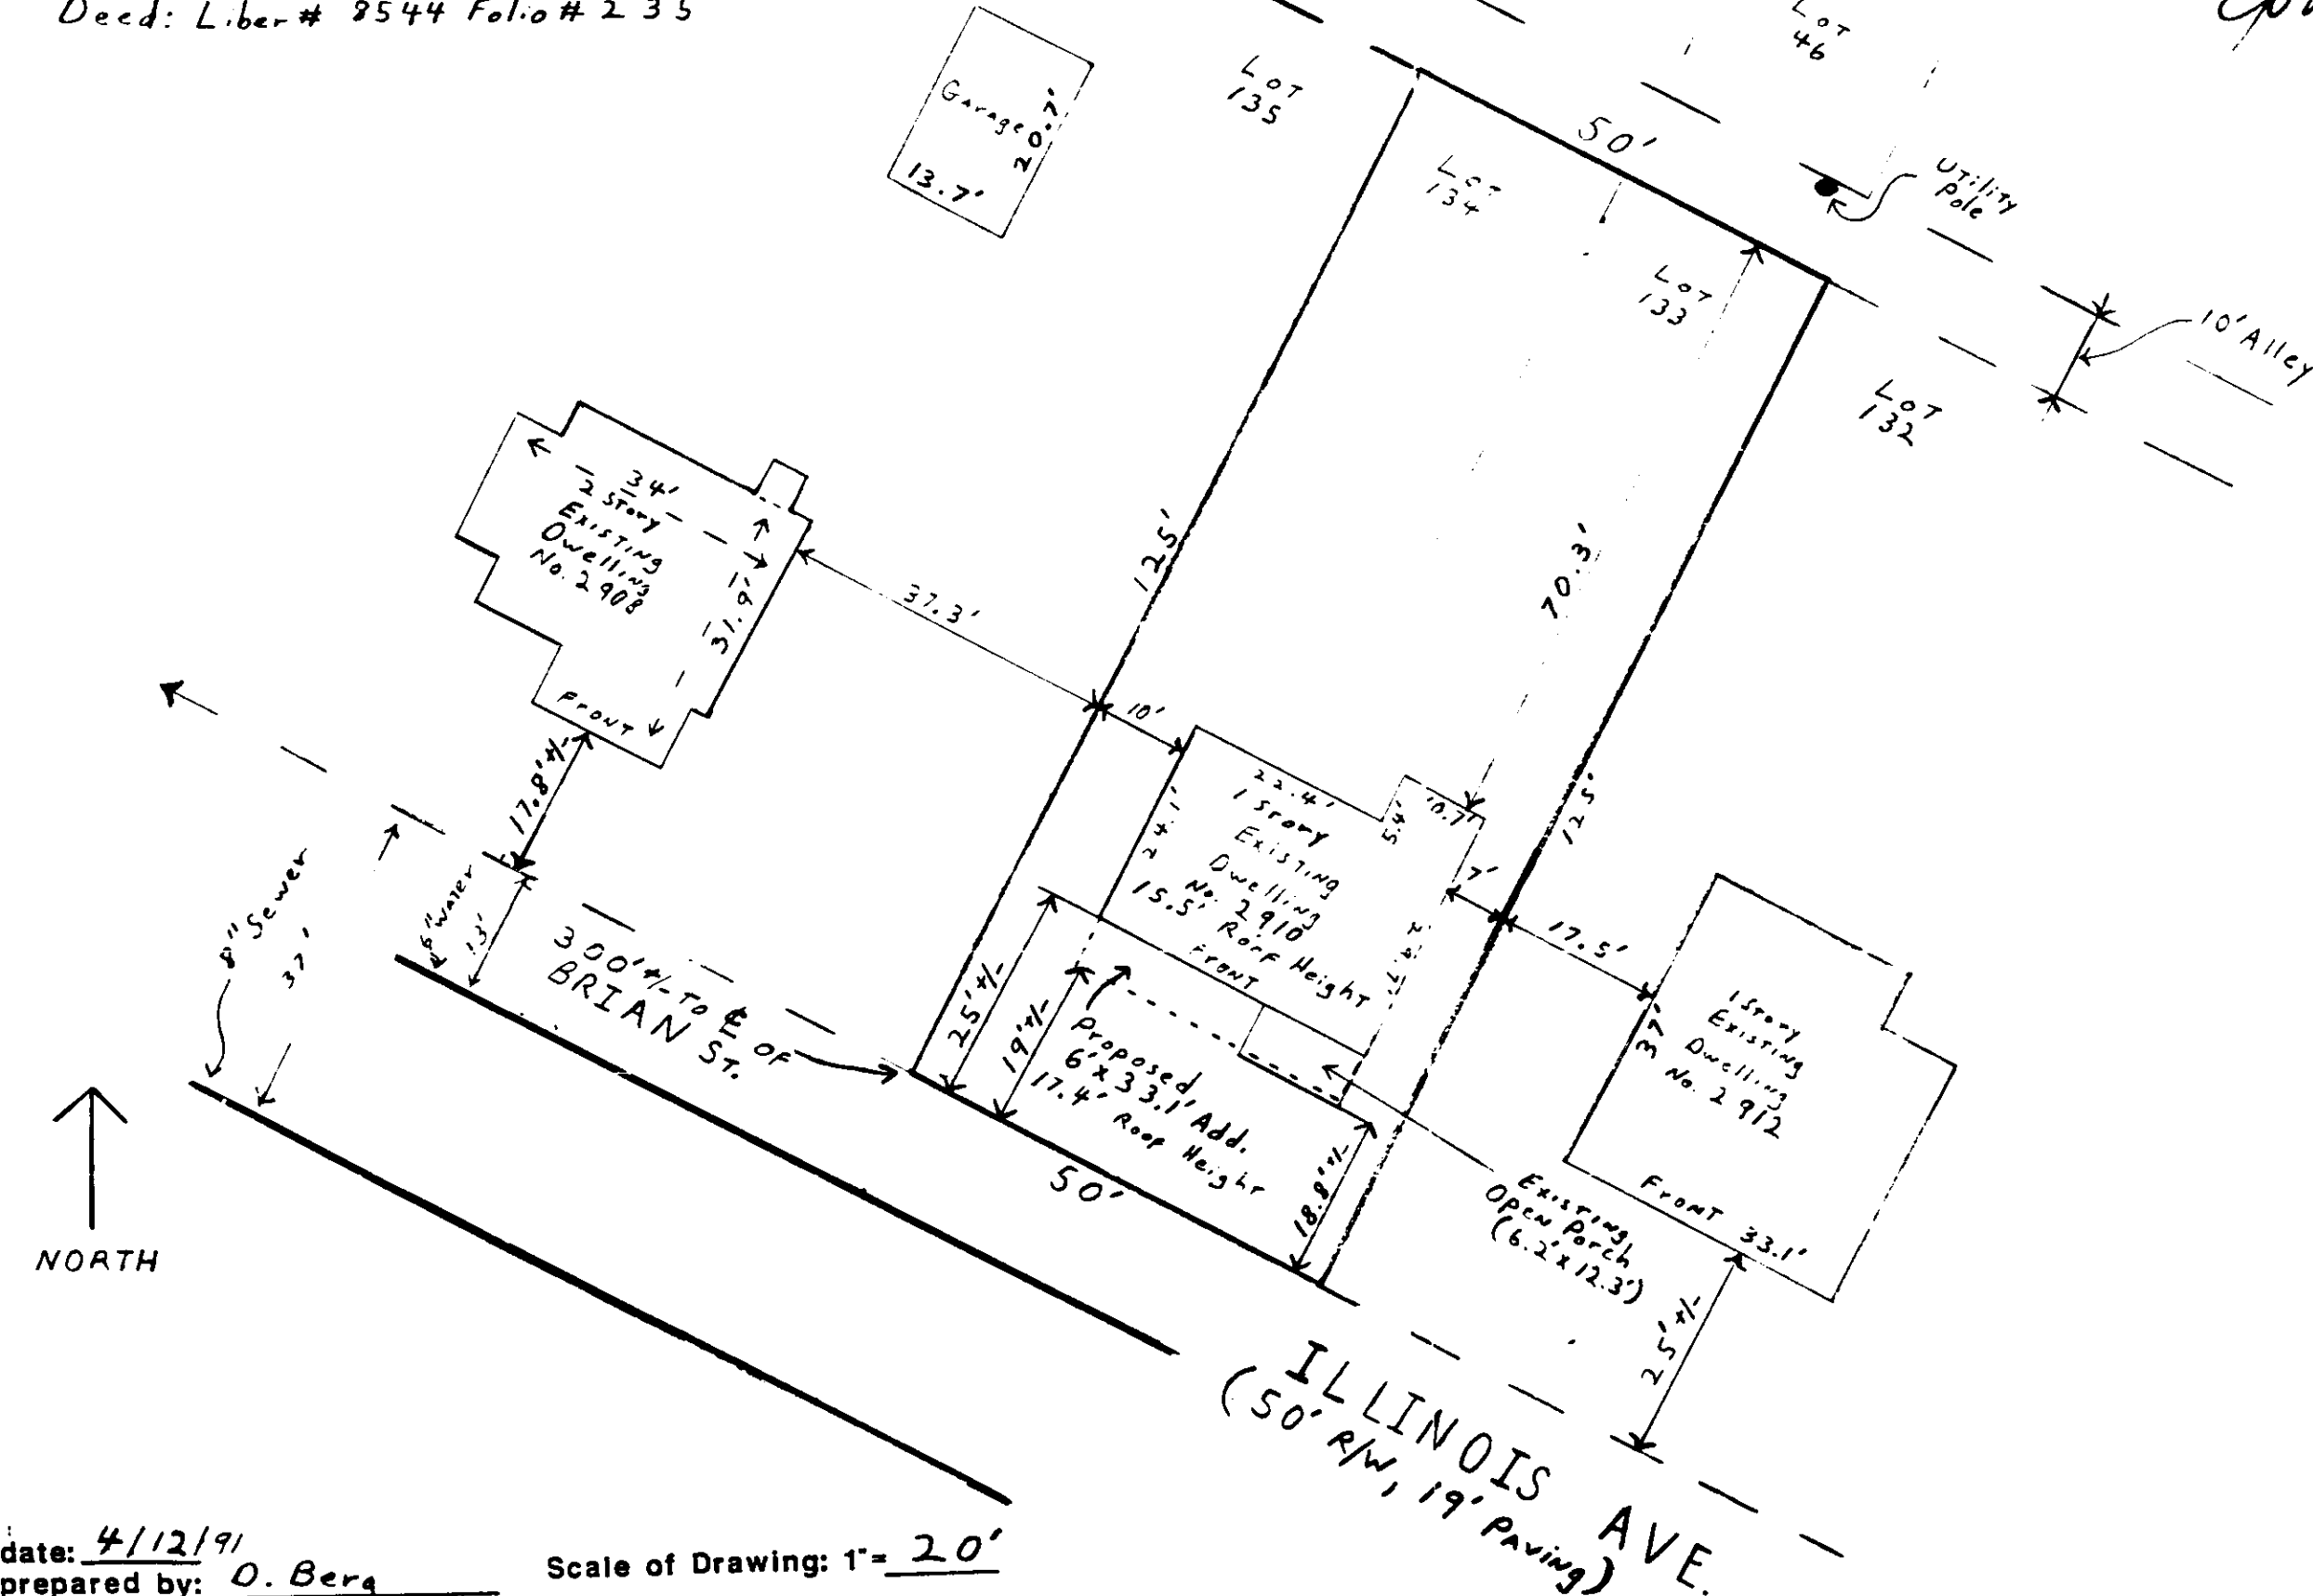 Deed: Liber# 8544 Folio# 235
LOT
46
LOT
135
Garage
20.7'
13.7'
50'
LOT
134
Utility
Pole
LOT
133
10' Alley
LOT
132
34'
2 Story
Existing
Dwelling
No. 2908
31.9'
FRONT
37.3'
125'
70.3'
10'
17.8'+/-
22.4'
1 Story
Existing
Dwelling
No. 2910
15.5' Roof Height
FRONT
24.1'
5.4'
10.7'
7'
125'
17.5'
8" Sewer
37'
6" Water
13'
300'+/- TO ℄ OF
BRIAN ST.
25'+/-
19'+/-
Proposed
6' x 33.1' Add.
17.4' Roof Height
50'
18.8'+/-
37'
1 Story
Existing
Dwelling
No. 2912
FRONT 33.1'
Existing
Open Porch
(6.2' x 12.3')
25'+/-
NORTH
ILLINOIS AVE.
(50' R/W, 19' Paving)
date: 4/12/91
prepared by: D. Berg
Scale of Drawing: 1"= 20'